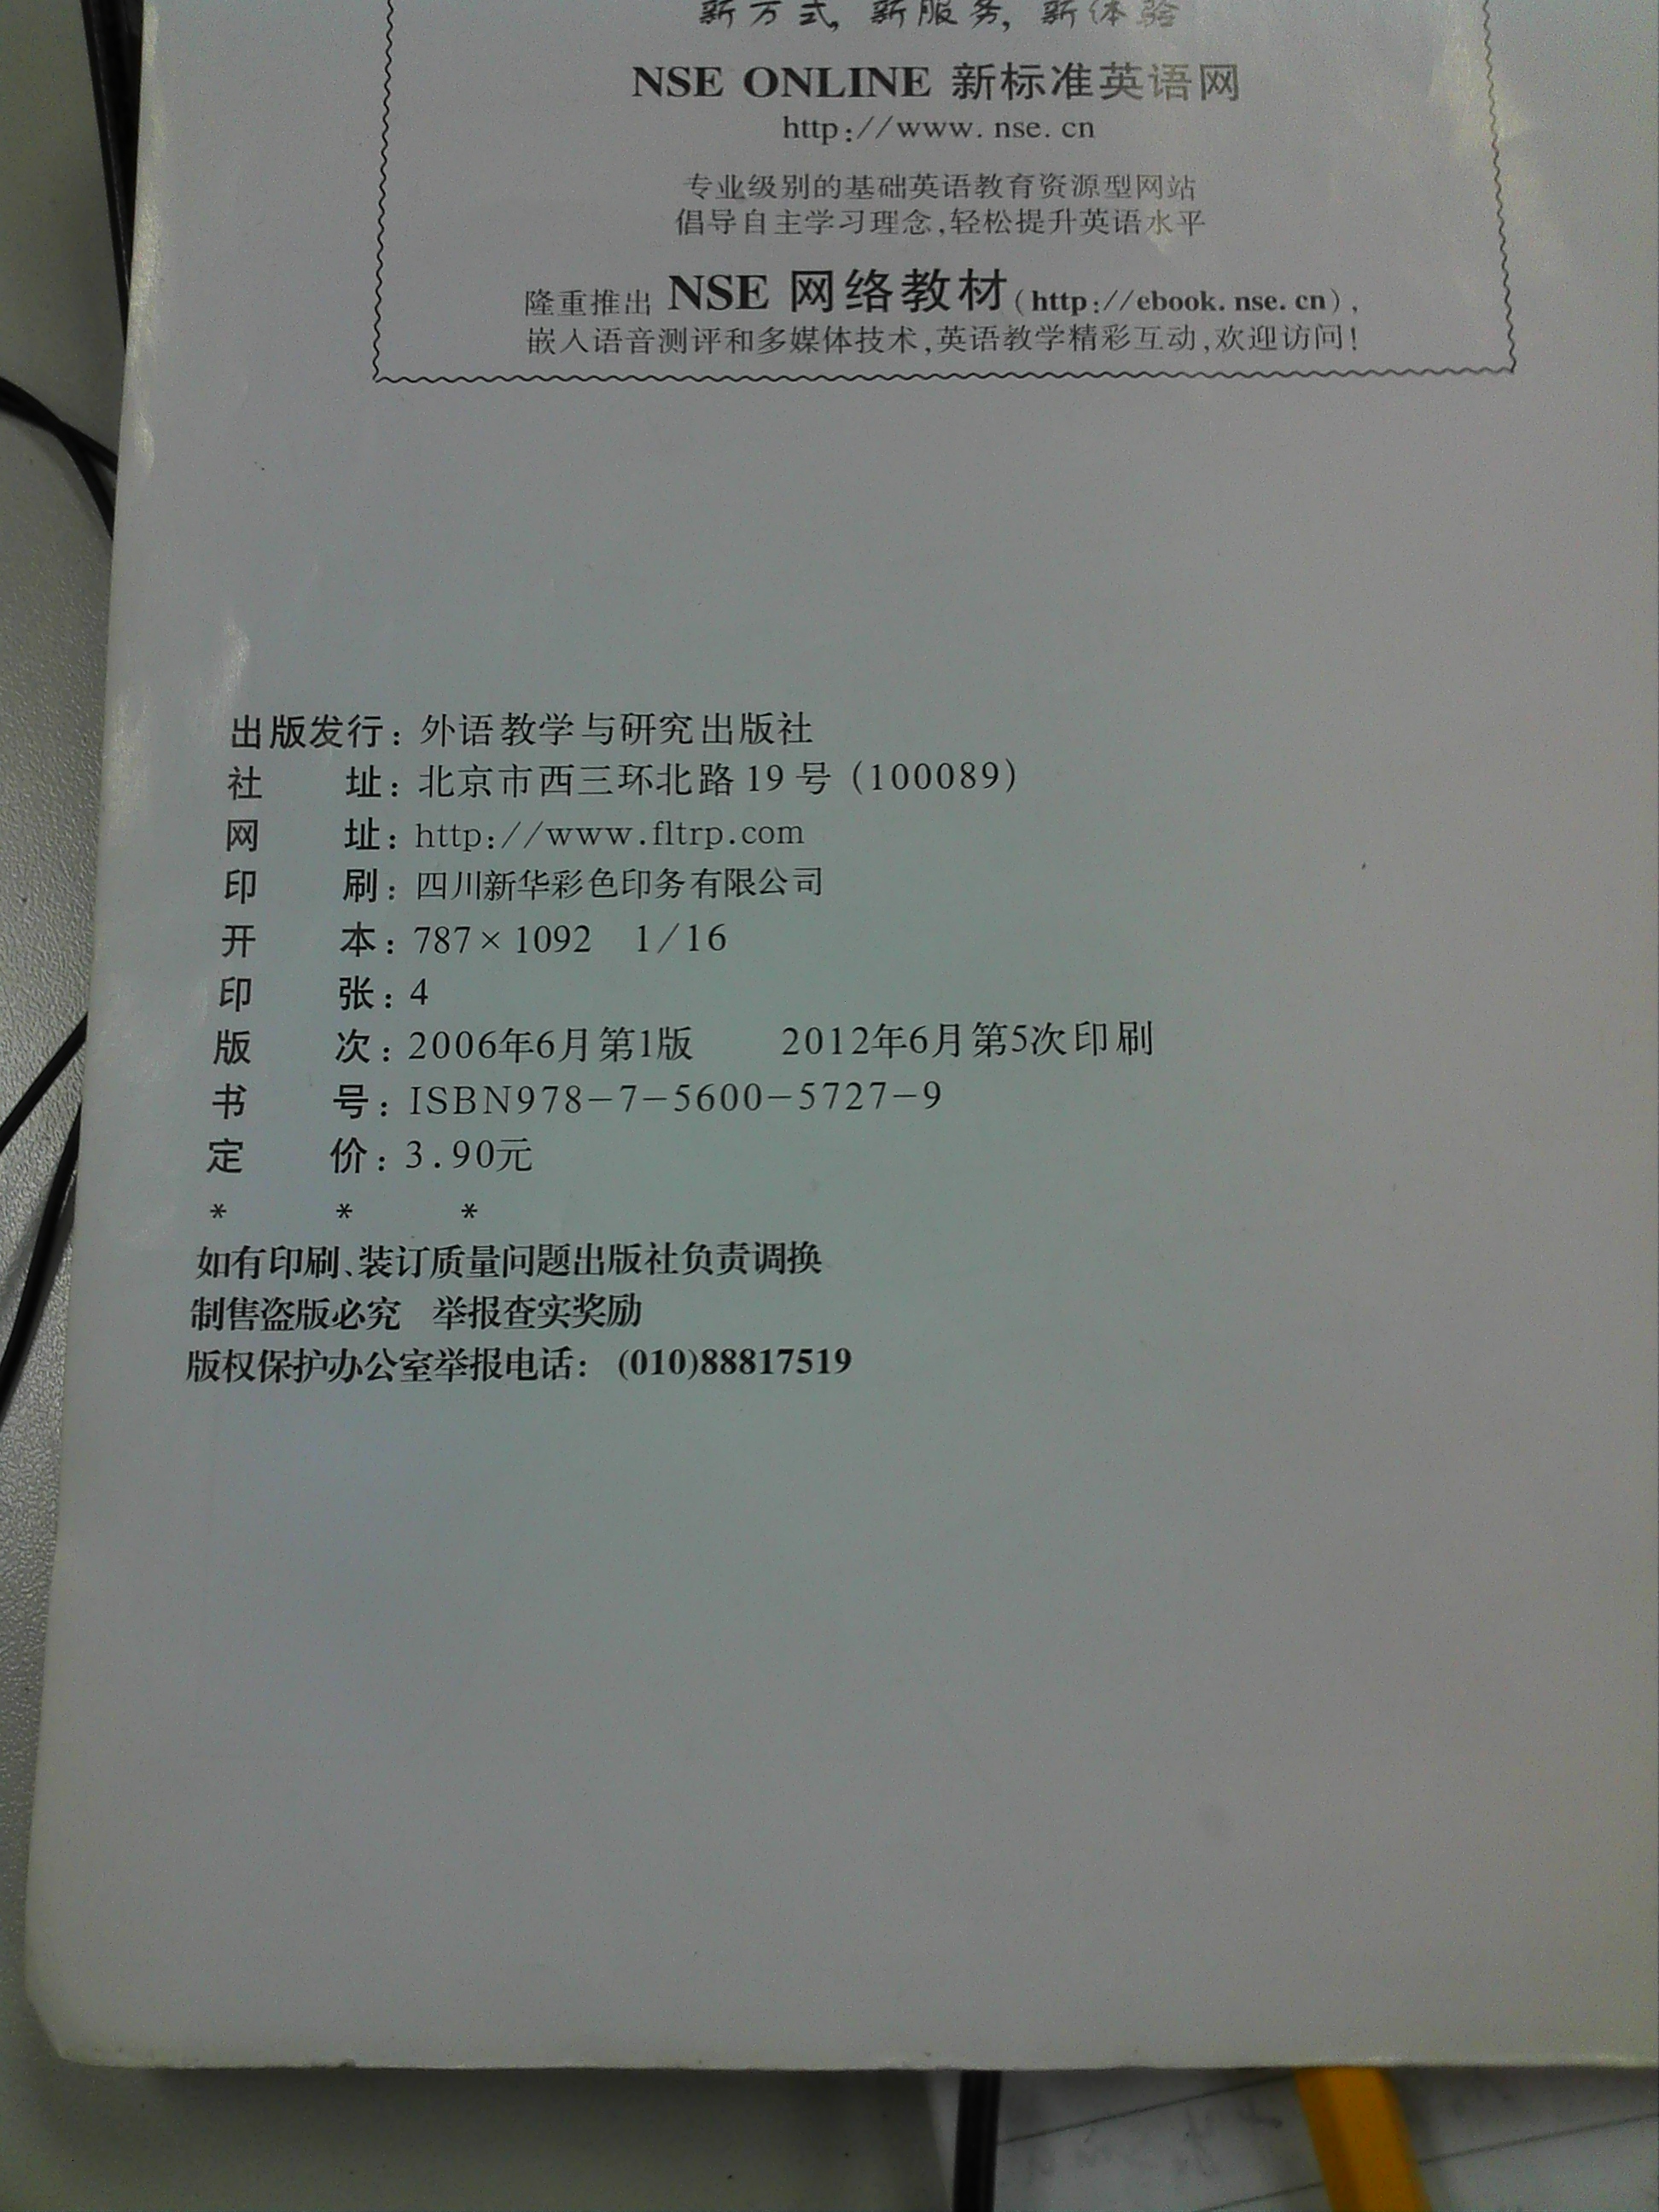 新方式, 新服务, 新体验
NSE ONLINE 新标准英语网
http://www.nse.cn
专业级别的基础英语教育资源型网站
倡导自主学习理念,轻松提升英语水平
隆重推出 NSE 网络教材(http://ebook.nse.cn),
嵌入语音测评和多媒体技术,英语教学精彩互动,欢迎访问!
出版发行: 外语教学与研究出版社
社 址: 北京市西三环北路 19 号 (100089)
网 址: http://www.fltrp.com
印 刷: 四川新华彩色印务有限公司
开 本: 787×1092 1/16
印 张: 4
版 次: 2006年6月第1版 2012年6月第5次印刷
书 号: ISBN978-7-5600-5727-9
定 价: 3.90元
* * *
如有印刷、装订质量问题出版社负责调换
制售盗版必究 举报查实奖励
版权保护办公室举报电话: (010)88817519